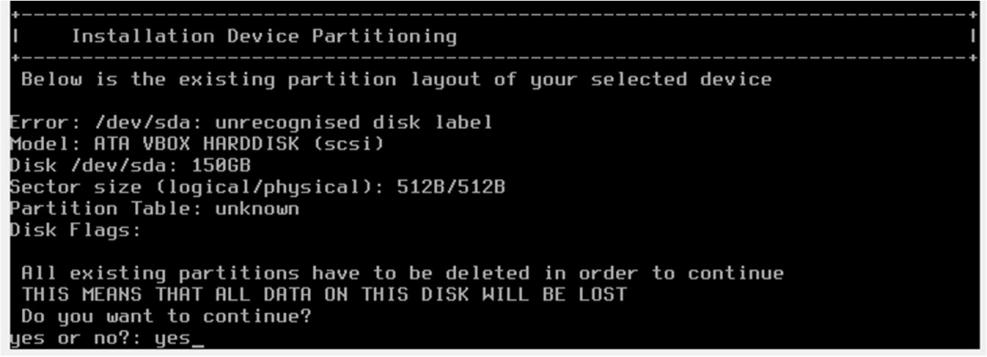 Installation Device Partitioning
Below is the existing partition layout of your selected device
Error: /dev/sda: unrecognised disk label
Model: ATA VBOX HARDDISK (scsi)
Disk /dev/sda: 150GB
Sector size (logical/physical): 512B/512B
Partition Table: unknown
Disk Flags:
All existing partitions have to be deleted in order to continue
THIS MEANS THAT ALL DATA ON THIS DISK WILL BE LOST
Do you want to continue?
yes or no?: yes_